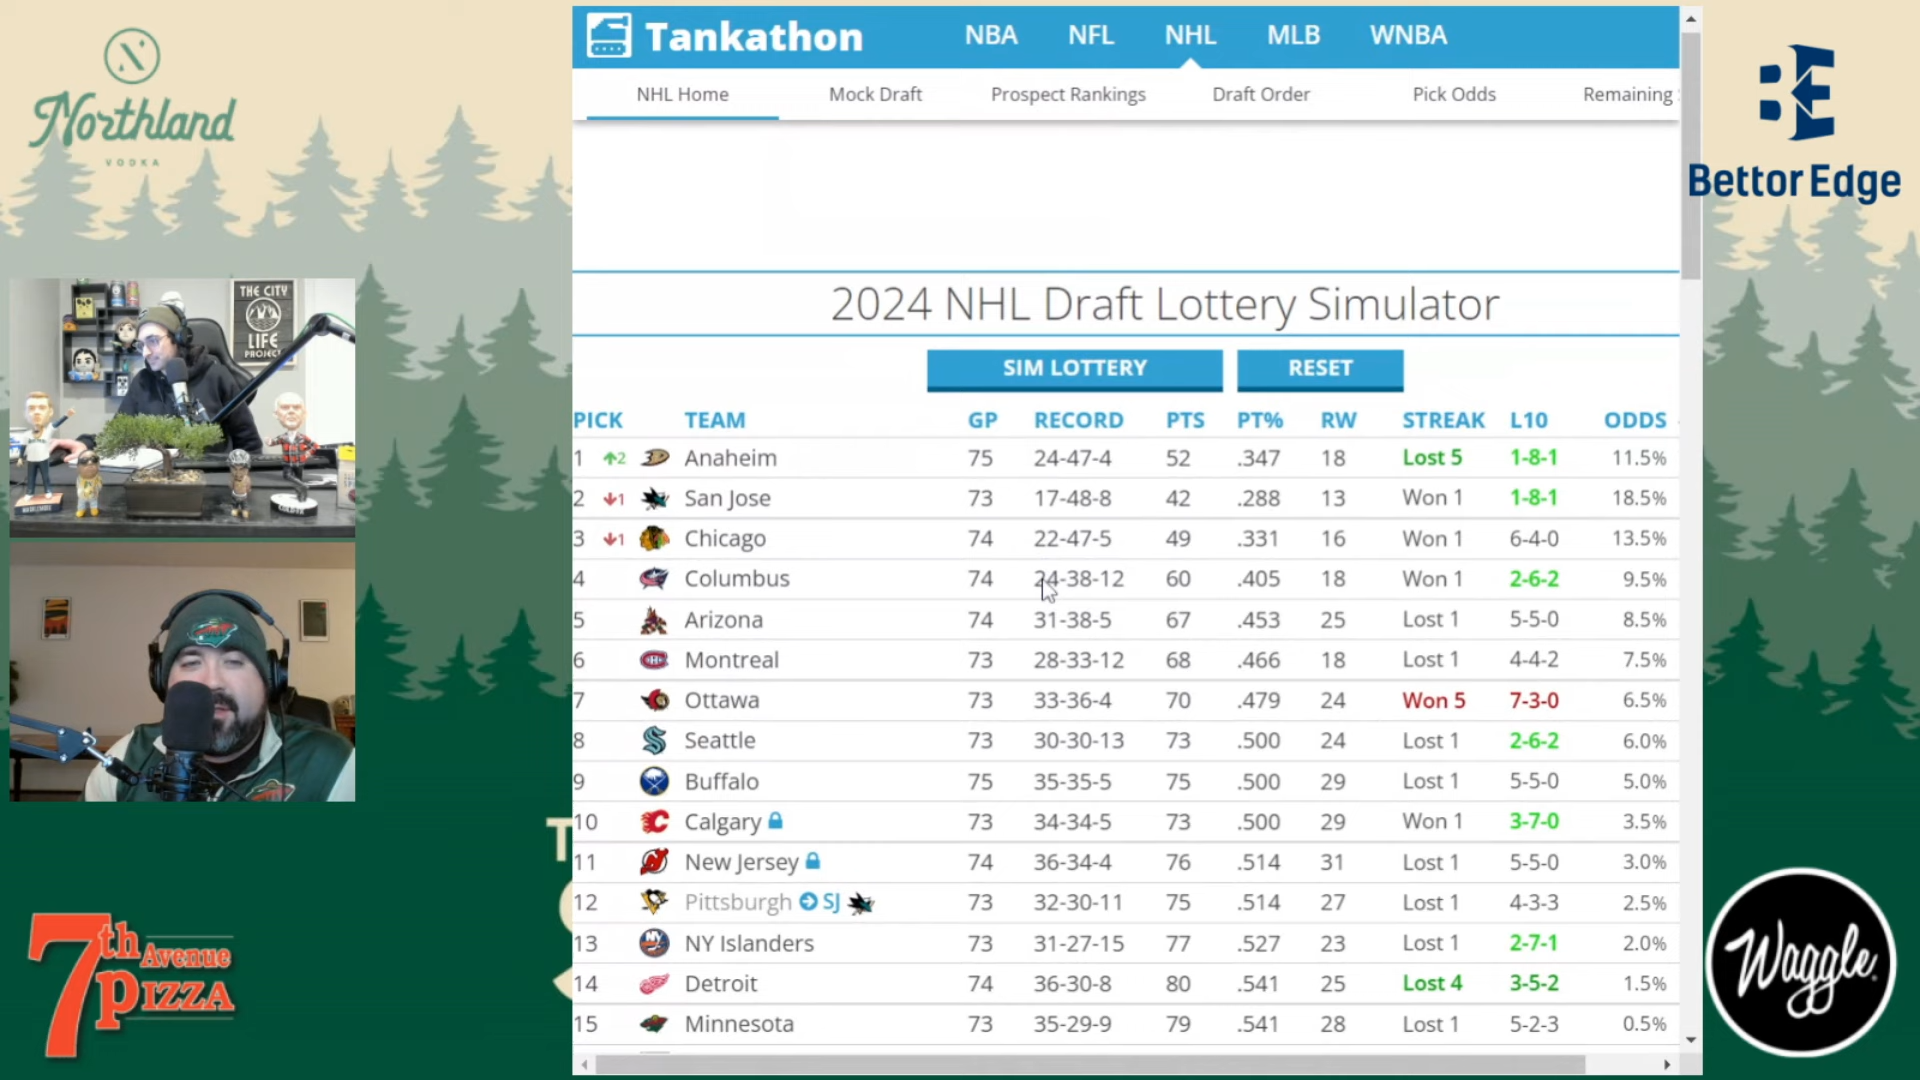 Northland
VODKA
Tankathon NBA NFL NHL MLB WNBA
NHL Home Mock Draft Prospect Rankings Draft Order Pick Odds Remaining
BE
BettorEdge
2024 NHL Draft Lottery Simulator
SIM LOTTERY RESET
PICK TEAM GP RECORD PTS PT% RW STREAK L10 ODDS
1 2 Anaheim 75 24-47-4 52 .347 18 Lost 5 1-8-1 11.5%
2 1 San Jose 73 17-48-8 42 .288 13 Won 1 1-8-1 18.5%
3 1 Chicago 74 22-47-5 49 .331 16 Won 1 6-4-0 13.5%
4 Columbus 74 24-38-12 60 .405 18 Won 1 2-6-2 9.5%
5 Arizona 74 31-38-5 67 .453 25 Lost 1 5-5-0 8.5%
6 Montreal 73 28-33-12 68 .466 18 Lost 1 4-4-2 7.5%
7 Ottawa 73 33-36-4 70 .479 24 Won 5 7-3-0 6.5%
8 Seattle 73 30-30-13 73 .500 24 Lost 1 2-6-2 6.0%
9 Buffalo 75 35-35-5 75 .500 29 Lost 1 5-5-0 5.0%
10 Calgary 73 34-34-5 73 .500 29 Won 1 3-7-0 3.5%
11 New Jersey 74 36-34-4 76 .514 31 Lost 1 5-5-0 3.0%
12 Pittsburgh SJ 73 32-30-11 75 .514 27 Lost 1 4-3-3 2.5%
13 NY Islanders 73 31-27-15 77 .527 23 Lost 1 2-7-1 2.0%
14 Detroit 74 36-30-8 80 .541 25 Lost 4 3-5-2 1.5%
15 Minnesota 73 35-29-9 79 .541 28 Lost 1 5-2-3 0.5%
THE CITY
LIFE
PROJECT
7th Avenue
PIZZA
Waggle